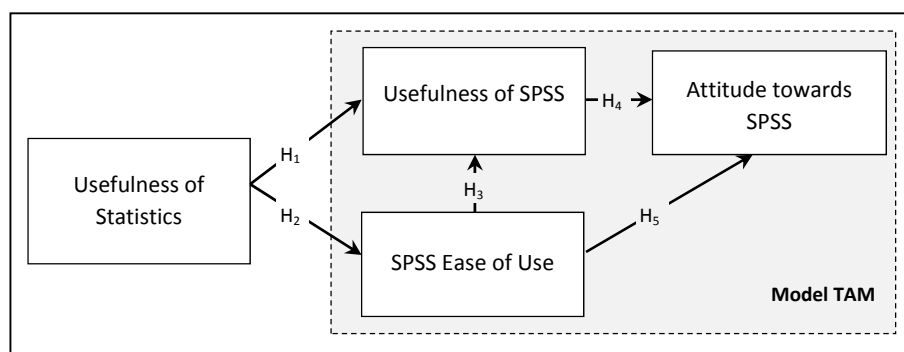 Usefulness of
Statistics
H₁
H₂
Usefulness of SPSS
H₃
SPSS Ease of Use
H₄
H₅
Attitude towards
SPSS
Model TAM